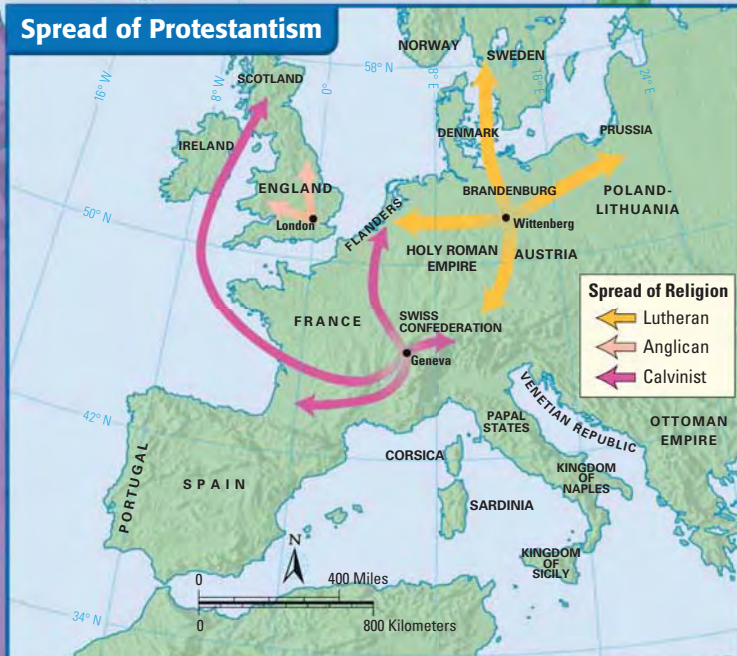 Spread of Protestantism
NORWAY
SWEDEN
58° N
16° W
8° W
0°
8° E
16° E
24° E
SCOTLAND
DENMARK
PRUSSIA
IRELAND
ENGLAND
BRANDENBURG
POLAND-
LITHUANIA
50° N
London
FLANDERS
Wittenberg
HOLY ROMAN
EMPIRE
AUSTRIA
Spread of Religion
Lutheran
Anglican
Calvinist
FRANCE
SWISS
CONFEDERATION
Geneva
VENETIAN REPUBLIC
42° N
PAPAL
STATES
OTTOMAN
EMPIRE
CORSICA
PORTUGAL
SPAIN
KINGDOM
OF
NAPLES
SARDINIA
N
KINGDOM
OF
SICILY
0 400 Miles
0 800 Kilometers
34° N